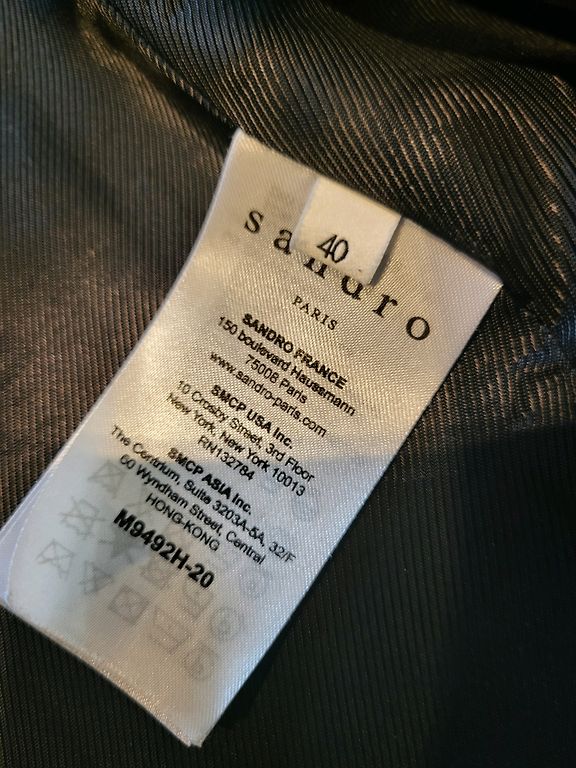 40
sandro
PARIS
SANDRO FRANCE
150 boulevard Haussmann
75008 Paris
www.sandro-paris.com
SMCP USA Inc.
10 Crosby Street, 3rd Floor
New York, New York 10013
RN132784
SMCP ASIA Inc.
The Centrium, Suite 3203A-5A, 32/F
60 Wyndham Street, Central
HONG-KONG
M9492H-20